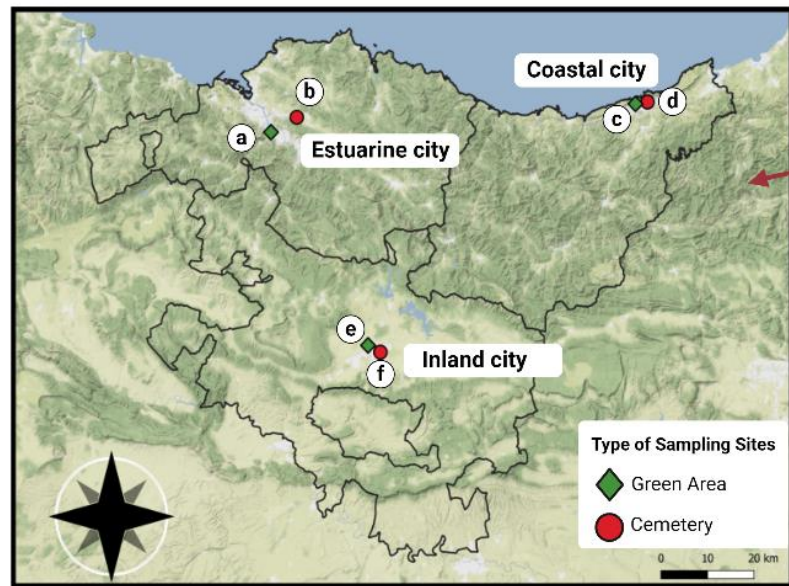 Coastal city
b
d
a
c
Estuarine city
e
Inland city
f
Type of Sampling Sites
Green Area
Cemetery
0 10 20 km